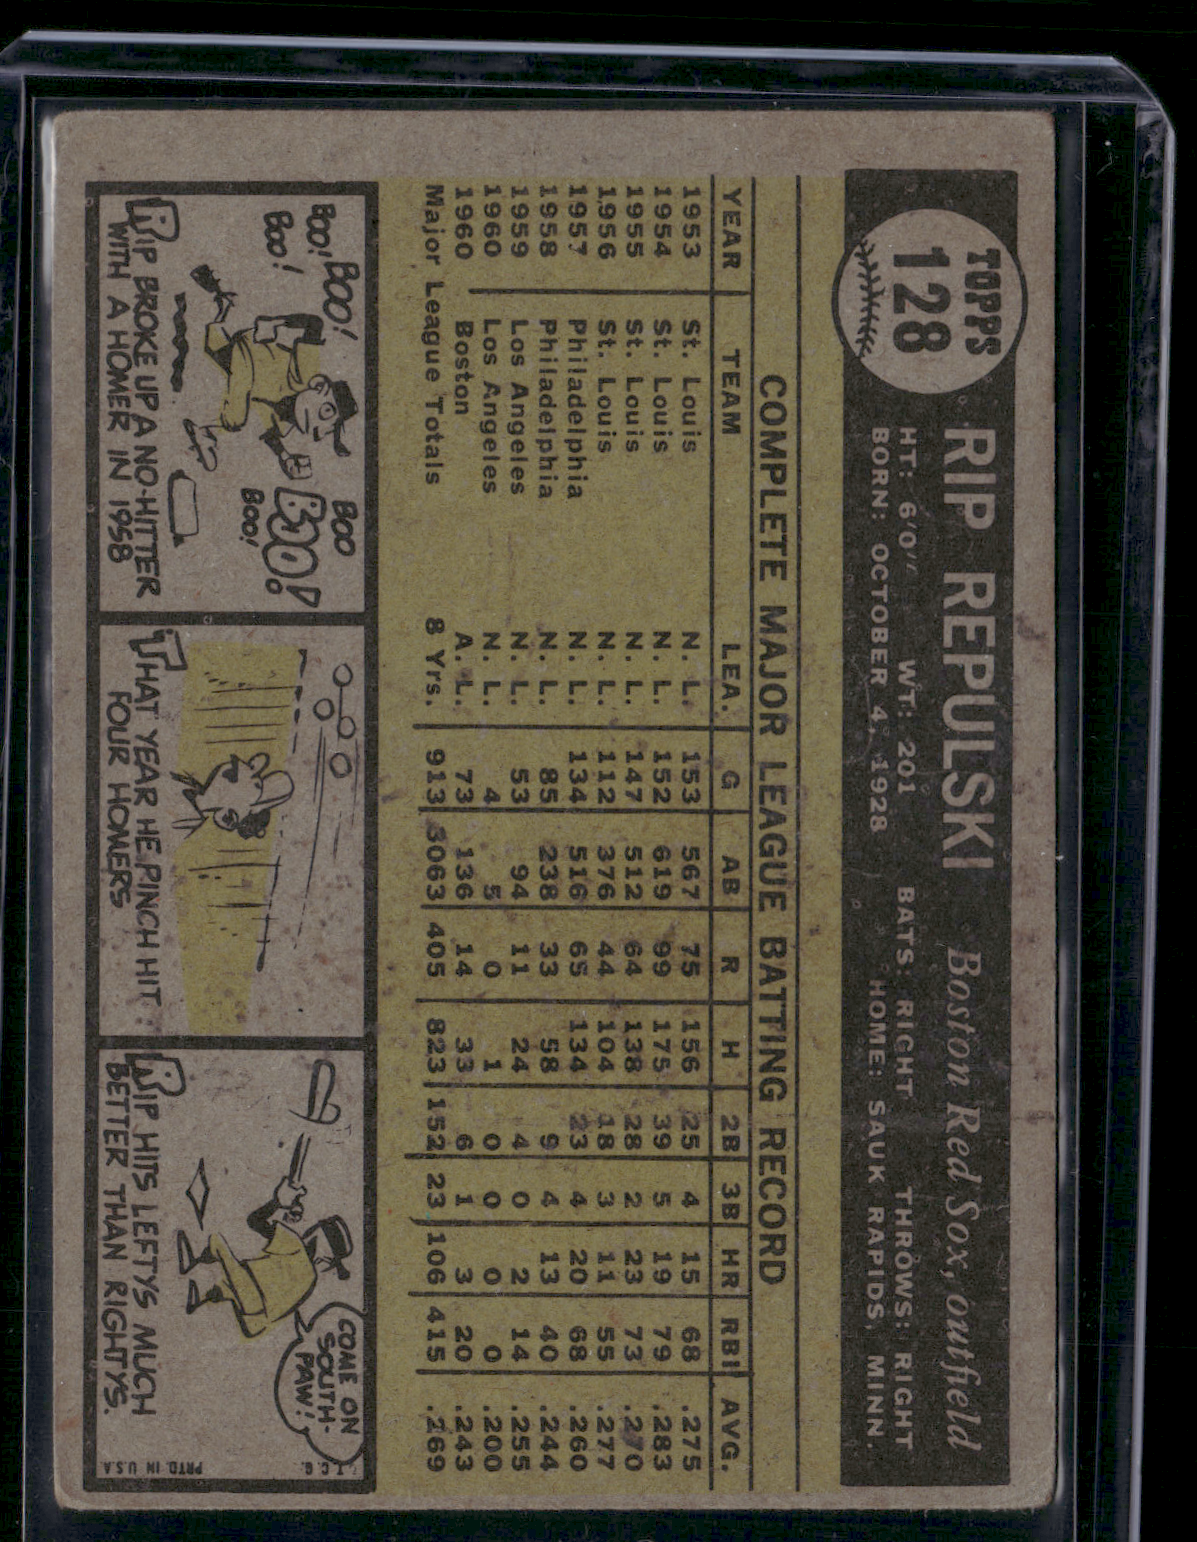 TOPPS
128
RIP REPULSKI Boston Red Sox, outfield
HT: 6'0" WT: 201 BATS: RIGHT THROWS: RIGHT
BORN: OCTOBER 4, 1928 HOME: SAUK RAPIDS, MINN.
COMPLETE MAJOR LEAGUE BATTING RECORD
YEAR TEAM LEA. G AB R H 2B 3B HR RBI AVG.
1953 St. Louis N. L. 153 567 75 156 25 4 15 68 .275
1954 St. Louis N. L. 152 619 99 175 39 5 19 79 .283
1955 St. Louis N. L. 147 512 64 138 28 2 23 73 .270
1956 St. Louis N. L. 112 376 44 104 18 3 11 55 .277
1957 Philadelphia N. L. 134 516 65 134 23 4 20 68 .260
1958 Philadelphia N. L. 85 238 33 58 9 4 13 40 .244
1959 Los Angeles N. L. 53 94 11 24 4 0 2 14 .255
1960 Los Angeles N. L. 4 5 0 1 0 0 0 0 .200
1960 Boston A. L. 73 136 14 33 6 1 3 20 .243
Major League Totals 8 Yrs. 913 3063 405 823 152 23 106 415 .269
BOO! BOO!
BOO!
BOO
BOO!
BOO!
RIP BROKE UP A NO-HITTER
WITH A HOMER IN 1958
THAT YEAR HE PINCH HIT
FOUR HOMERS
COME ON
SOUTH-
PAW!
RIP HITS LEFTY'S MUCH
BETTER THAN RIGHTYS.
T.C.G.
PRTD. IN U.S.A.